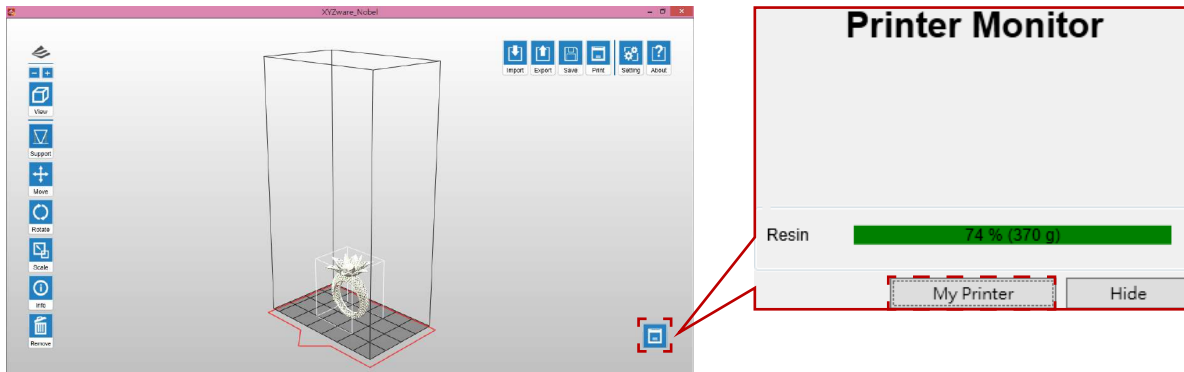 XYZware_Nobel
Import Export Save Print Setting About
View
Support
Move
Rotate
Scale
Info
Remove
Printer Monitor
Resin 74 % (370 g)
My Printer Hide